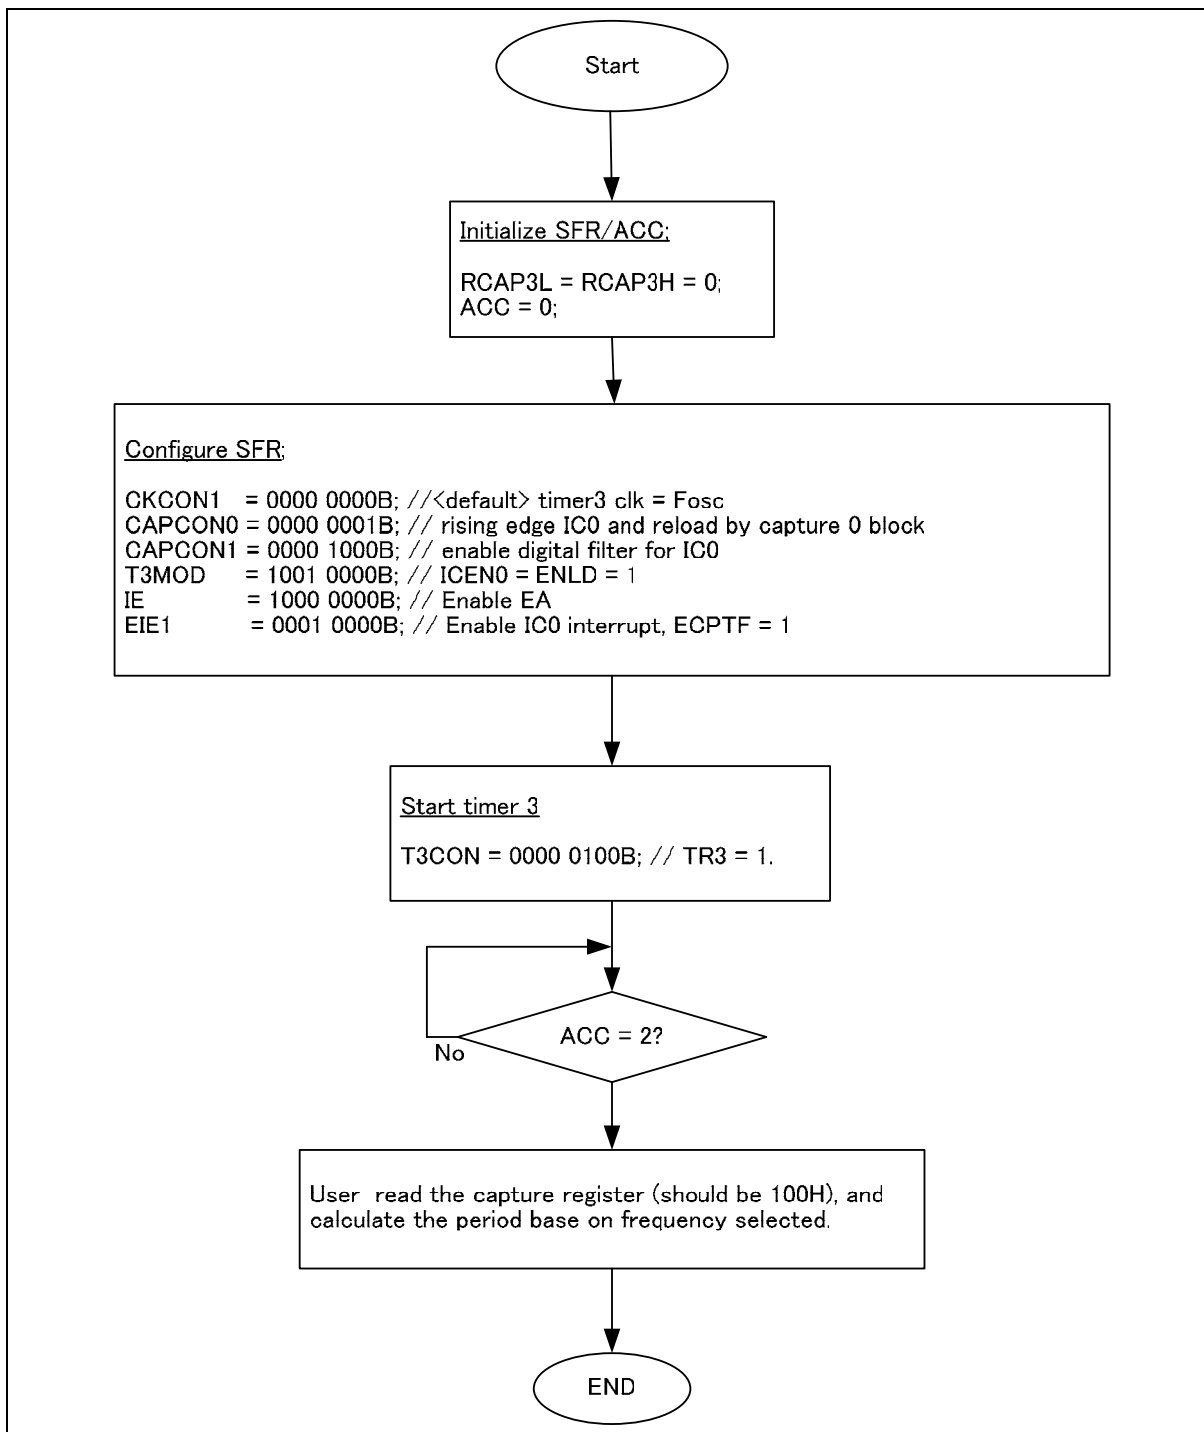 Start
Initialize SFR/ACC;
RCAP3L = RCAP3H = 0;
ACC = 0;
Configure SFR;
CKCON1 = 0000 0000B; //<default> timer3 clk = Fosc
CAPCON0 = 0000 0001B; // rising edge IC0 and reload by capture 0 block
CAPCON1 = 0000 1000B; // enable digital filter for IC0
T3MOD = 1001 0000B; // ICEN0 = ENLD = 1
IE = 1000 0000B; // Enable EA
EIE1 = 0001 0000B; // Enable IC0 interrupt, ECPTF = 1
Start timer 3
T3CON = 0000 0100B; // TR3 = 1.
ACC = 2?
No
User read the capture register (should be 100H), and
calculate the period base on frequency selected.
END